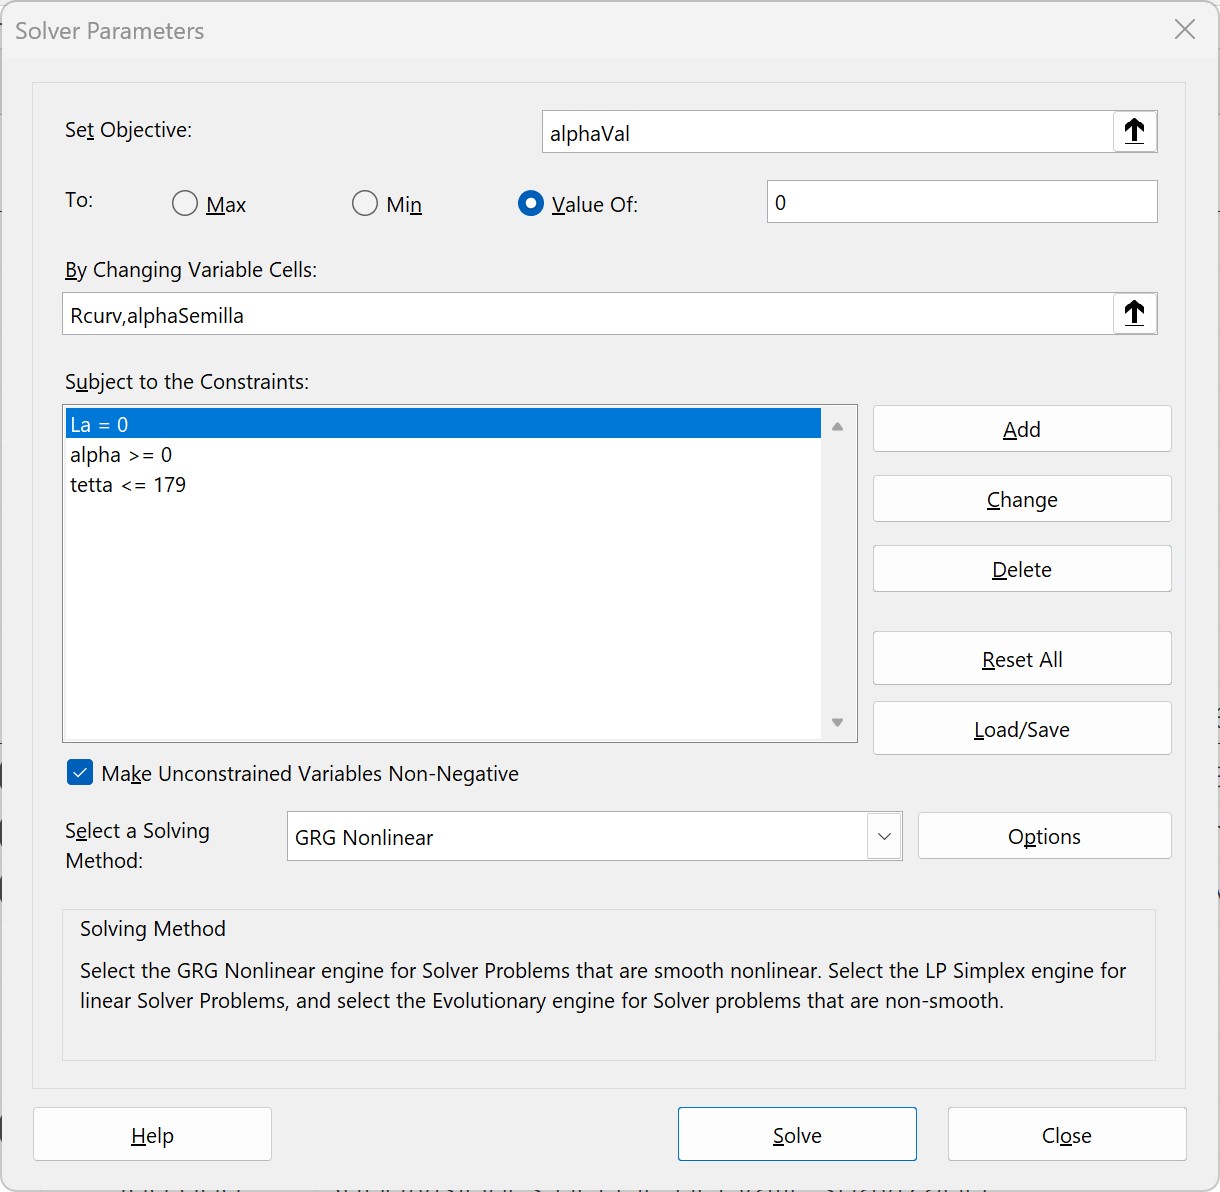 Solver Parameters
Set Objective:
alphaVal
To:
Max
Min
Value Of:
0
By Changing Variable Cells:
Rcurv,alphaSemilla
Subject to the Constraints:
La = 0
alpha >= 0
tetta <= 179
Add
Change
Delete
Reset All
Load/Save
Make Unconstrained Variables Non-Negative
Select a Solving
Method:
GRG Nonlinear
Options
Solving Method
Select the GRG Nonlinear engine for Solver Problems that are smooth nonlinear. Select the LP Simplex engine for
linear Solver Problems, and select the Evolutionary engine for Solver problems that are non-smooth.
Help
Solve
Close